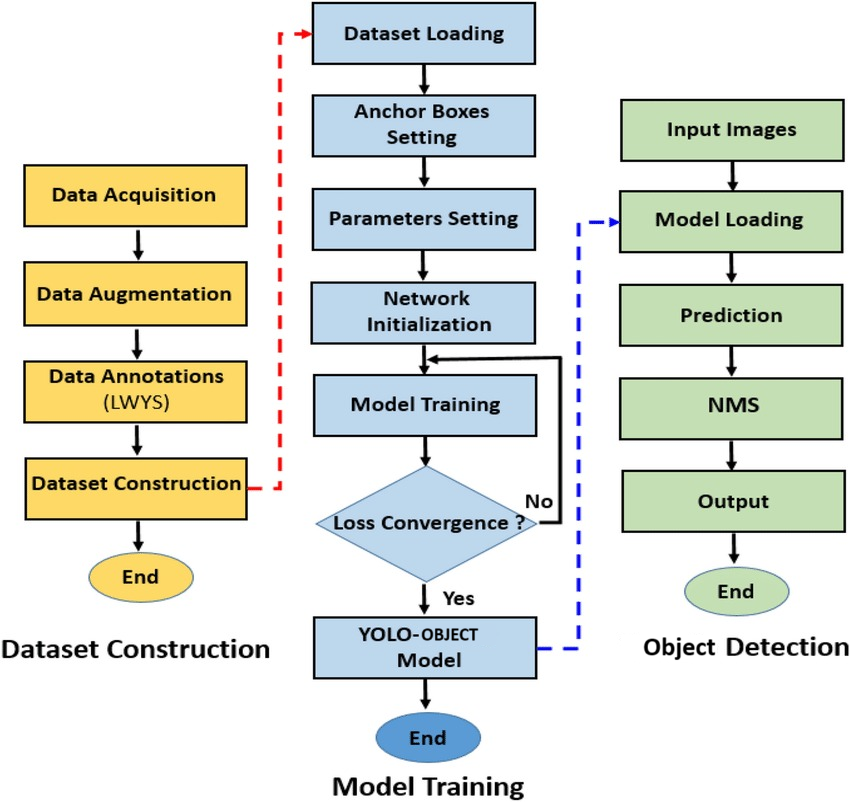 Data Acquisition
Data Augmentation
Data Annotations
(LWYS)
Dataset Construction
End
Dataset Construction
Dataset Loading
Anchor Boxes
Setting
Parameters Setting
Network
Initialization
Model Training
Loss Convergence ?
No
Yes
YOLO-OBJECT
Model
End
Model Training
Input Images
Model Loading
Prediction
NMS
Output
End
Object Detection